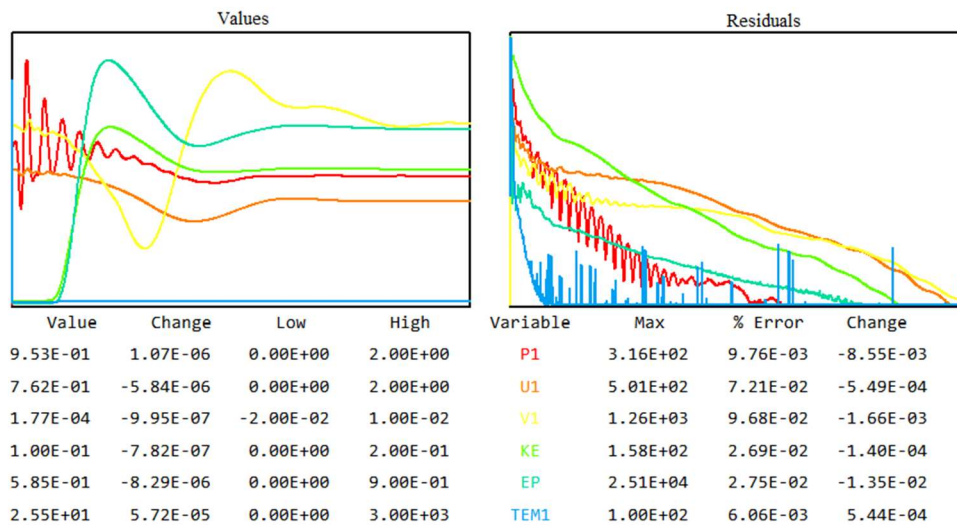 Values Residuals
Value Change Low High Variable Max % Error Change
9.53E-01 1.07E-06 0.00E+00 2.00E+00 P1 3.16E+02 9.76E-03 -8.55E-03
7.62E-01 -5.84E-06 0.00E+00 2.00E+00 U1 5.01E+02 7.21E-02 -5.49E-04
1.77E-04 -9.95E-07 -2.00E-02 1.00E-02 V1 1.26E+03 9.68E-02 -1.66E-03
1.00E-01 -7.82E-07 0.00E+00 2.00E-01 KE 1.58E+02 2.69E-02 -1.40E-04
5.85E-01 -8.29E-06 0.00E+00 9.00E-01 EP 2.51E+04 2.75E-02 -1.35E-02
2.55E+01 5.72E-05 0.00E+00 3.00E+03 TEM1 1.00E+02 6.06E-03 5.44E-04